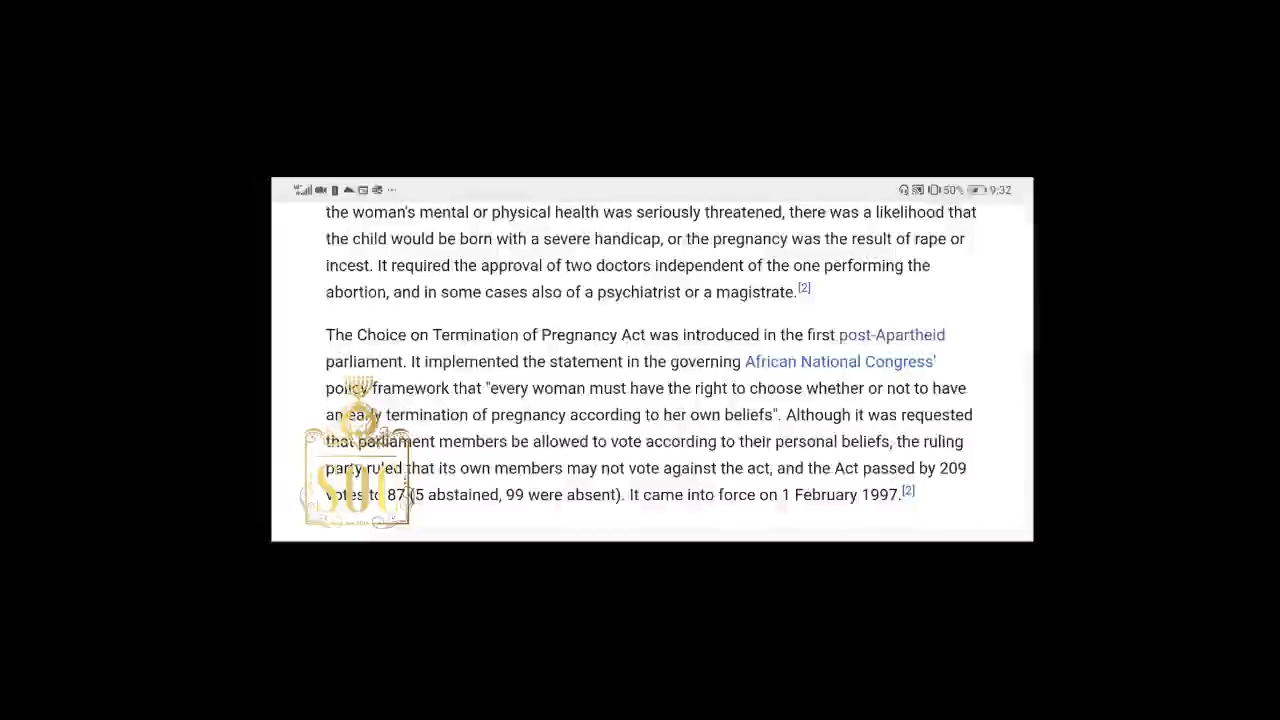 50% 9:32
the woman's mental or physical health was seriously threatened, there was a likelihood that
the child would be born with a severe handicap, or the pregnancy was the result of rape or
incest. It required the approval of two doctors independent of the one performing the
abortion, and in some cases also of a psychiatrist or a magistrate.[2]
The Choice on Termination of Pregnancy Act was introduced in the first post-Apartheid
parliament. It implemented the statement in the governing African National Congress'
policy framework that "every woman must have the right to choose whether or not to have
an early termination of pregnancy according to her own beliefs". Although it was requested
that parliament members be allowed to vote according to their personal beliefs, the ruling
party ruled that its own members may not vote against the act, and the Act passed by 209
votes to 87 (5 abstained, 99 were absent). It came into force on 1 February 1997.[2]